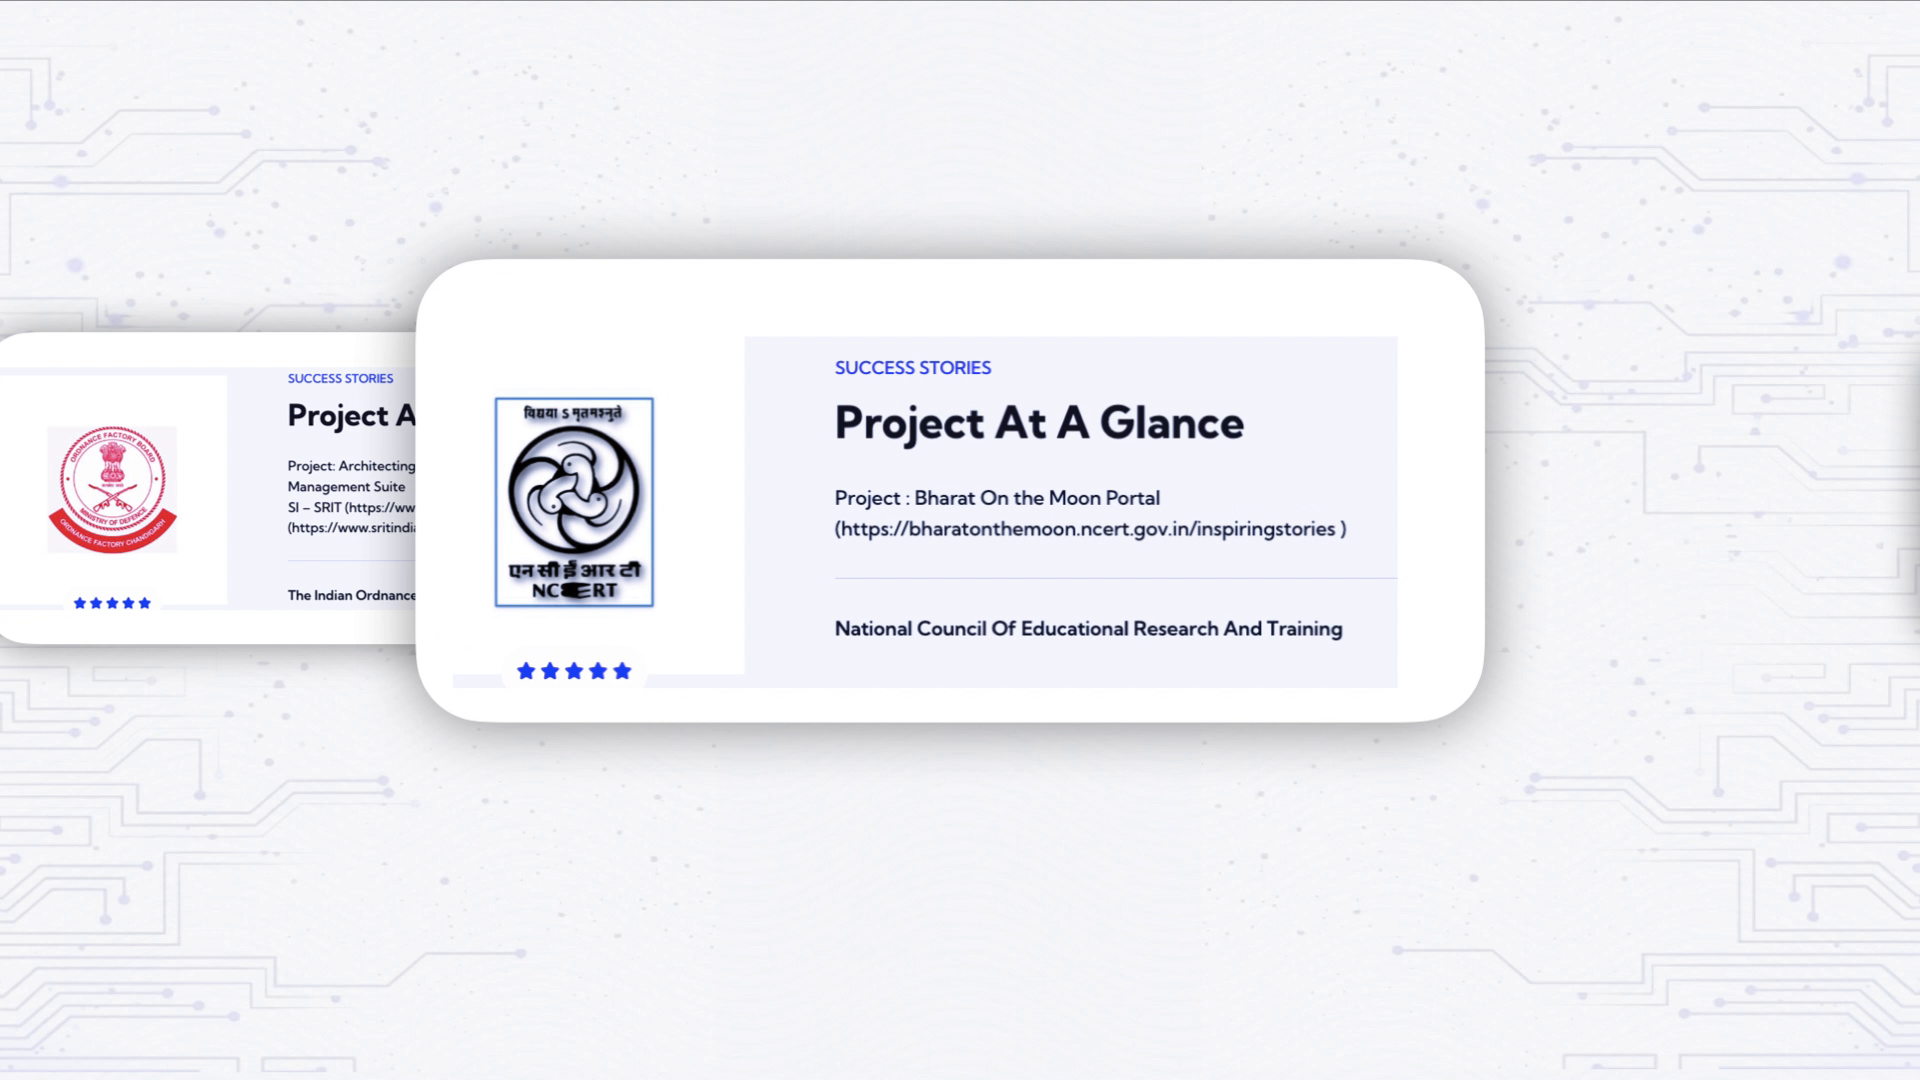 ORDNANCE FACTORY BOARD
MINISTRY OF DEFENCE
ORDNANCE FACTORY CHANDIGARH
SUCCESS STORIES
Project A
Project: Architecting
Management Suite
SI – SRIT (https://ww
(https://www.sritindia
The Indian Ordnance
विद्यया ऽ मृतमश्नुते
एन सी ई आर टी
NCERT
SUCCESS STORIES
Project At A Glance
Project : Bharat On the Moon Portal
(https://bharatonthemoon.ncert.gov.in/inspiringstories )
National Council Of Educational Research And Training